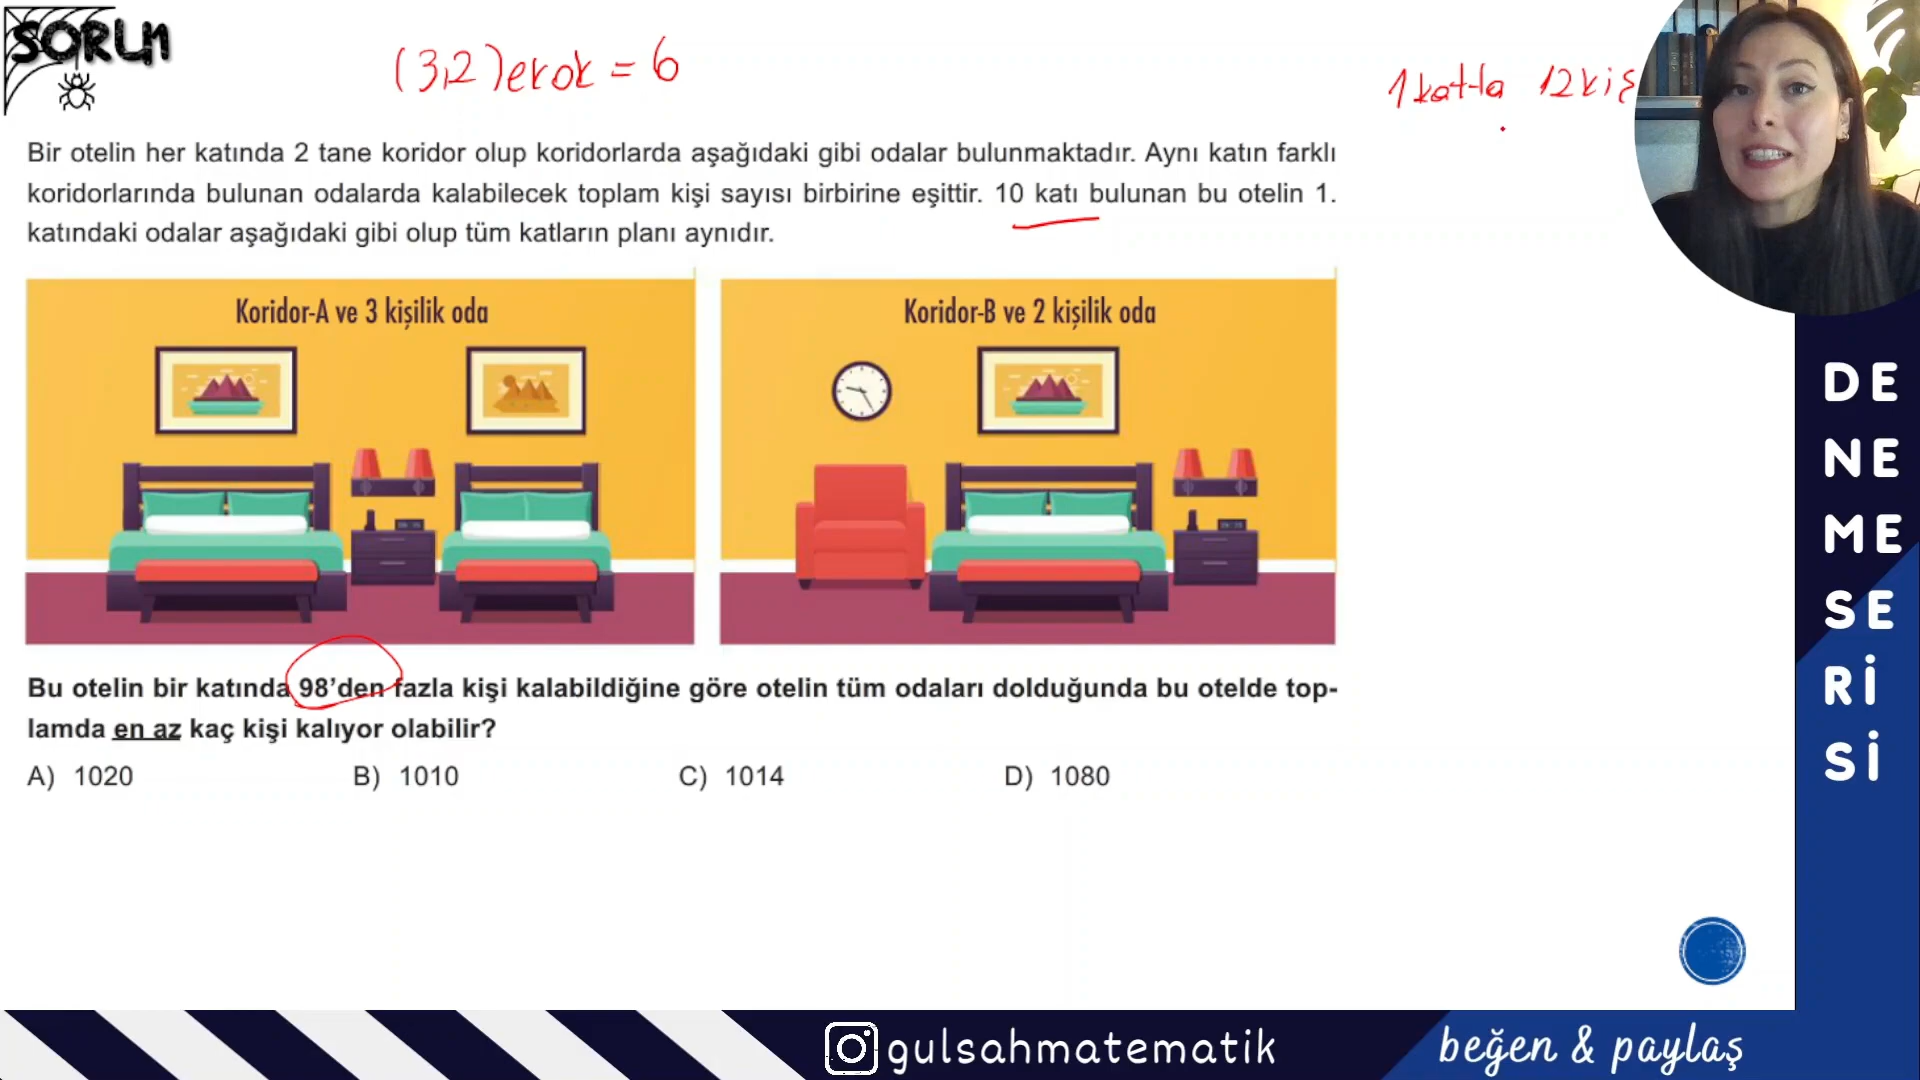 SORU 1
(3,2)ekok = 6
1 katta 12 kiş
Bir otelin her katında 2 tane koridor olup koridorlarda aşağıdaki gibi odalar bulunmaktadır. Aynı katın farklı
koridorlarında bulunan odalarda kalabilecek toplam kişi sayısı birbirine eşittir. 10 katı bulunan bu otelin 1.
katındaki odalar aşağıdaki gibi olup tüm katların planı aynıdır.
Koridor-A ve 3 kişilik oda
Koridor-B ve 2 kişilik oda
Bu otelin bir katında 98’den fazla kişi kalabildiğine göre otelin tüm odaları dolduğunda bu otelde top-
lamda en az kaç kişi kalıyor olabilir?
A) 1020 B) 1010 C) 1014 D) 1080
DE
NE
ME
SE
Rİ
Sİ
gulsahmatematik
beğen & paylaş